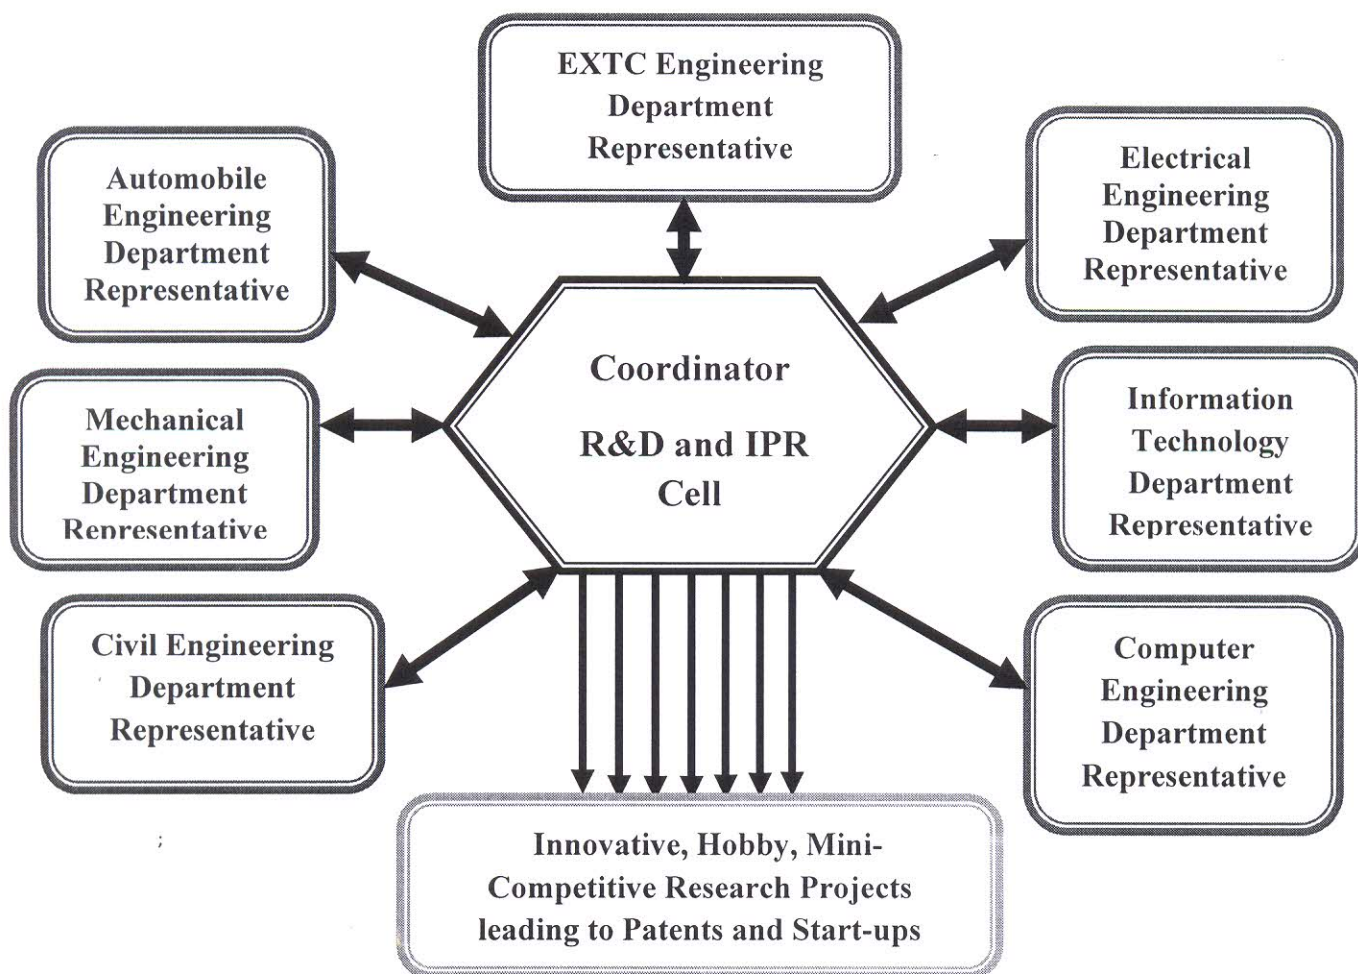 EXTC Engineering
Department
Representative
Automobile
Engineering
Department
Representative
Electrical
Engineering
Department
Representative
Coordinator
R&D and IPR
Cell
Mechanical
Engineering
Department
Representative
Information
Technology
Department
Representative
Civil Engineering
Department
Representative
Computer
Engineering
Department
Representative
Innovative, Hobby, Mini-
Competitive Research Projects
leading to Patents and Start-ups